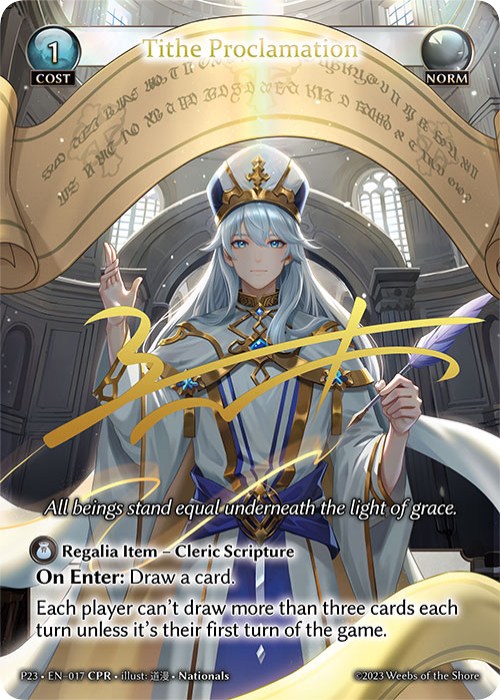 Tithe Proclamation
1
COST
NORM
All beings stand equal underneath the light of grace.
Regalia Item – Cleric Scripture
On Enter: Draw a card.
Each player can't draw more than three cards each
turn unless it's their first turn of the game.
P23 • EN-017 CPR • illust: 道漫 • Nationals
©2023 Weebs of the Shore